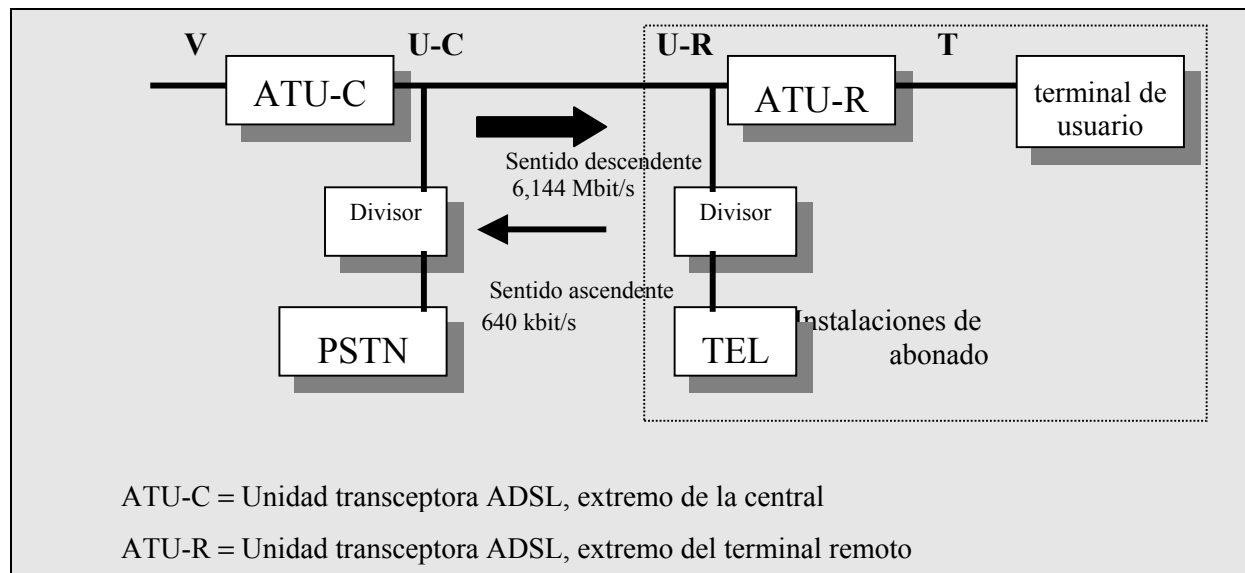 V U-C U-R T
ATU-C
ATU-R
terminal de
usuario
Sentido descendente
6,144 Mbit/s
Divisor
Divisor
Sentido ascendente
640 kbit/s
PSTN
TEL
Instalaciones de
abonado
ATU-C = Unidad transceptora ADSL, extremo de la central
ATU-R = Unidad transceptora ADSL, extremo del terminal remoto